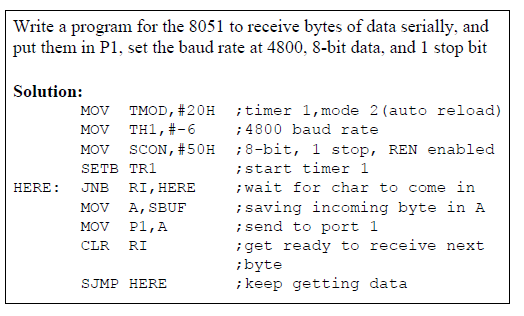 Write a program for the 8051 to receive bytes of data serially, and
put them in P1, set the baud rate at 4800, 8-bit data, and 1 stop bit
Solution:
MOV TMOD,#20H ;timer 1,mode 2(auto reload)
MOV TH1,#-6 ;4800 baud rate
MOV SCON,#50H ;8-bit, 1 stop, REN enabled
SETB TR1 ;start timer 1
HERE: JNB RI,HERE ;wait for char to come in
MOV A,SBUF ;saving incoming byte in A
MOV P1,A ;send to port 1
CLR RI ;get ready to receive next
;byte
SJMP HERE ;keep getting data